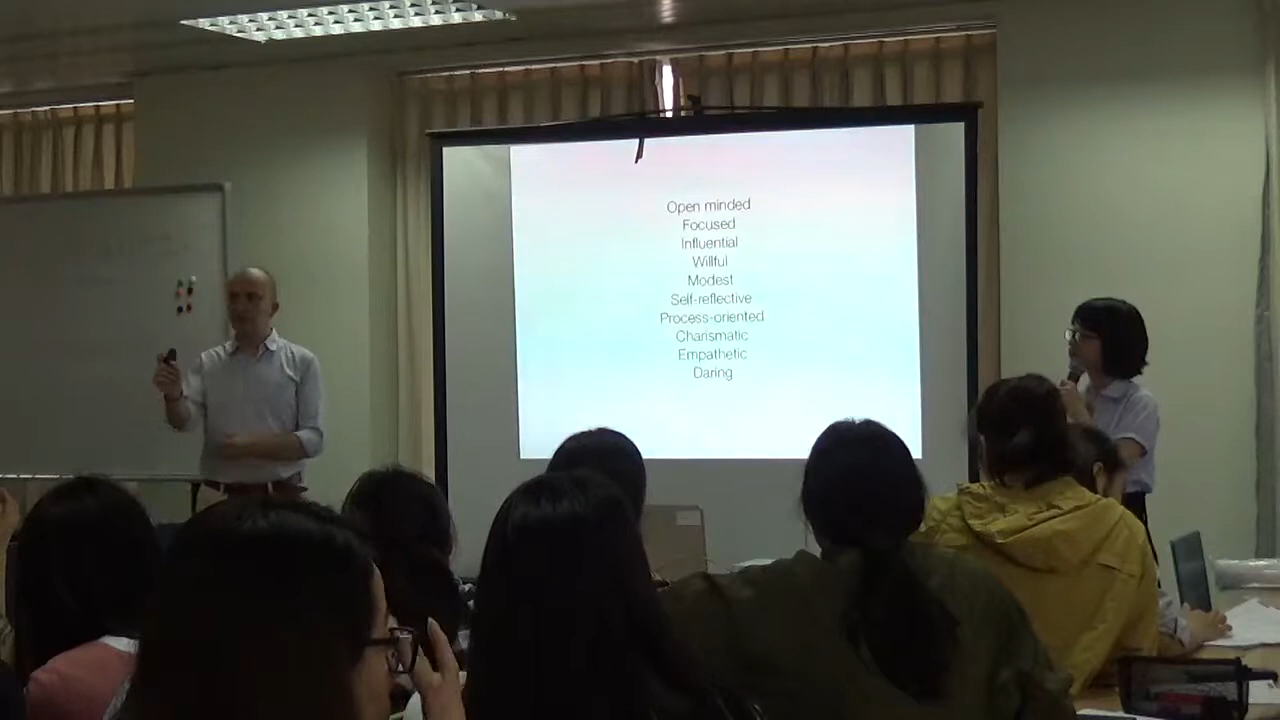 Open minded
Focused
Influential
Willful
Modest
Self-reflective
Process-oriented
Charismatic
Empathetic
Daring